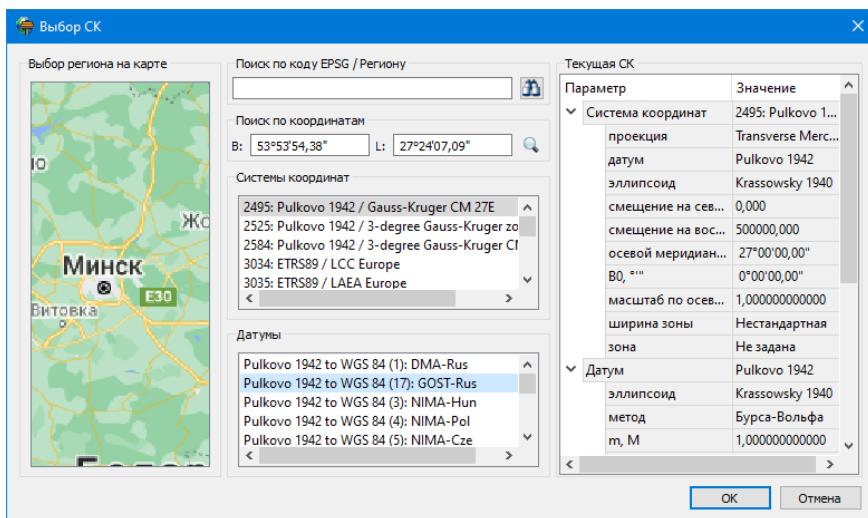 Выбор СК
Выбор региона на карте
Минск
E30
Витовка
Поиск по коду EPSG / Региону
Поиск по координатам
B: 53°53'54,38" L: 27°24'07,09"
Системы координат
2495: Pulkovo 1942 / Gauss-Kruger CM 27E
2525: Pulkovo 1942 / 3-degree Gauss-Kruger zo
2584: Pulkovo 1942 / 3-degree Gauss-Kruger CI
3034: ETRS89 / LCC Europe
3035: ETRS89 / LAEA Europe
Датумы
Pulkovo 1942 to WGS 84 (1): DMA-Rus
Pulkovo 1942 to WGS 84 (17): GOST-Rus
Pulkovo 1942 to WGS 84 (3): NIMA-Hun
Pulkovo 1942 to WGS 84 (4): NIMA-Pol
Pulkovo 1942 to WGS 84 (5): NIMA-Cze
Текущая СК
Параметр Значение
Система координат 2495: Pulkovo 1...
проекция Transverse Merc...
датум Pulkovo 1942
эллипсоид Krassowsky 1940
смещение на сев... 0,000
смещение на вос... 500000,000
осевой меридиан... 27°00'00,00"
B0, °'" 0°00'00,00"
масштаб по осев... 1,000000000000
ширина зоны Нестандартная
зона Не задана
Датум Pulkovo 1942
эллипсоид Krassowsky 1940
метод Бурса-Вольфа
m, M 1,000000000000
OK Отмена